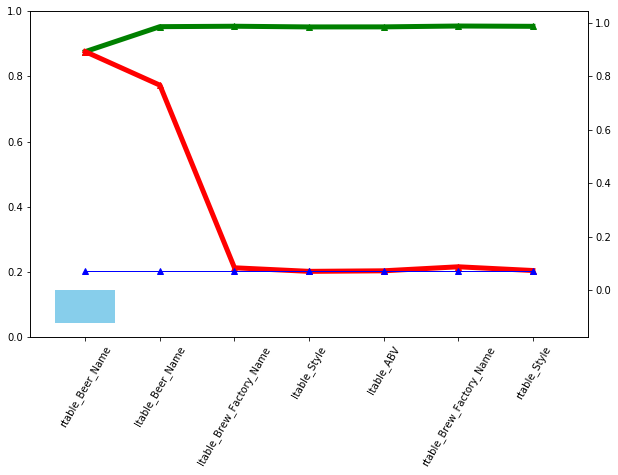 1.0
0.8
0.6
0.4
0.2
0.0
1.0
0.8
0.6
0.4
0.2
0.0
rtable_Beer_Name
ltable_Beer_Name
ltable_Brew_Factory_Name
ltable_Style
ltable_ABV
rtable_Brew_Factory_Name
rtable_Style